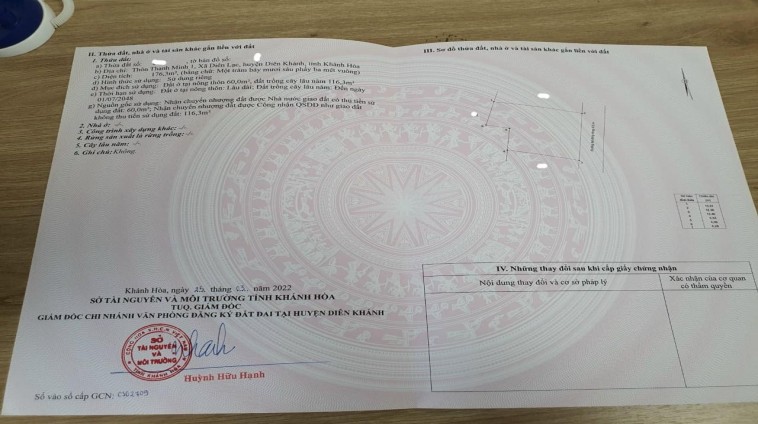 II. Thửa đất, nhà ở và tài sản khác gắn liền với đất
1. Thửa đất:
a) Thửa đất số: , tờ bản đồ số:
b) Địa chỉ: Thôn Thanh Minh 1, Xã Diên Lạc, huyện Diên Khánh, tỉnh Khánh Hòa
c) Diện tích: 176,3m², (bằng chữ: Một trăm bảy mươi sáu phẩy ba mét vuông)
d) Hình thức sử dụng: Sử dụng riêng
đ) Mục đích sử dụng: Đất ở tại nông thôn 60,0m²; đất trồng cây lâu năm 116,3m²
e) Thời hạn sử dụng: Đất ở tại nông thôn: Lâu dài; Đất trồng cây lâu năm: Đến ngày
01/07/2046
g) Nguồn gốc sử dụng: Nhận chuyển nhượng đất được Nhà nước giao đất có thu tiền sử
dụng đất: 60,0m²; Nhận chuyển nhượng đất được Công nhận QSDĐ như giao đất
không thu tiền sử dụng đất: 116,3m²
2. Nhà ở: -/-
3. Công trình xây dựng khác: -/-
4. Rừng sản xuất là rừng trồng: -/-
5. Cây lâu năm: -/-
6. Ghi chú: Không.
Khánh Hòa, ngày tháng năm 2022
SỞ TÀI NGUYÊN VÀ MÔI TRƯỜNG TỈNH KHÁNH HÒA
TUQ. GIÁM ĐỐC
GIÁM ĐỐC CHI NHÁNH VĂN PHÒNG ĐĂNG KÝ ĐẤT ĐAI TẠI HUYỆN DIÊN KHÁNH
SỞ
TÀI NGUYÊN
VÀ
MÔI TRƯỜNG
TỈNH KHÁNH HÒA
Huỳnh Hữu Hạnh
Số vào sổ cấp GCN:
III. Sơ đồ thửa đất, nhà ở và tài sản khác gắn liền với đất
IV. Những thay đổi sau khi cấp giấy chứng nhận
Nội dung thay đổi và cơ sở pháp lý
Xác nhận của cơ quan
có thẩm quyền